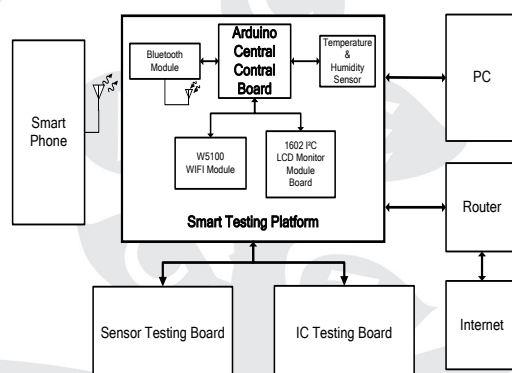 Smart
Phone
Bluetooth
Module
Arduino
Central
Contral
Board
Temperature
&
Humidity
Sensor
W5100
WIFI Module
1602 I²C
LCD Monitor
Module
Board
Smart Testing Platform
PC
Router
Internet
Sensor Testing Board
IC Testing Board